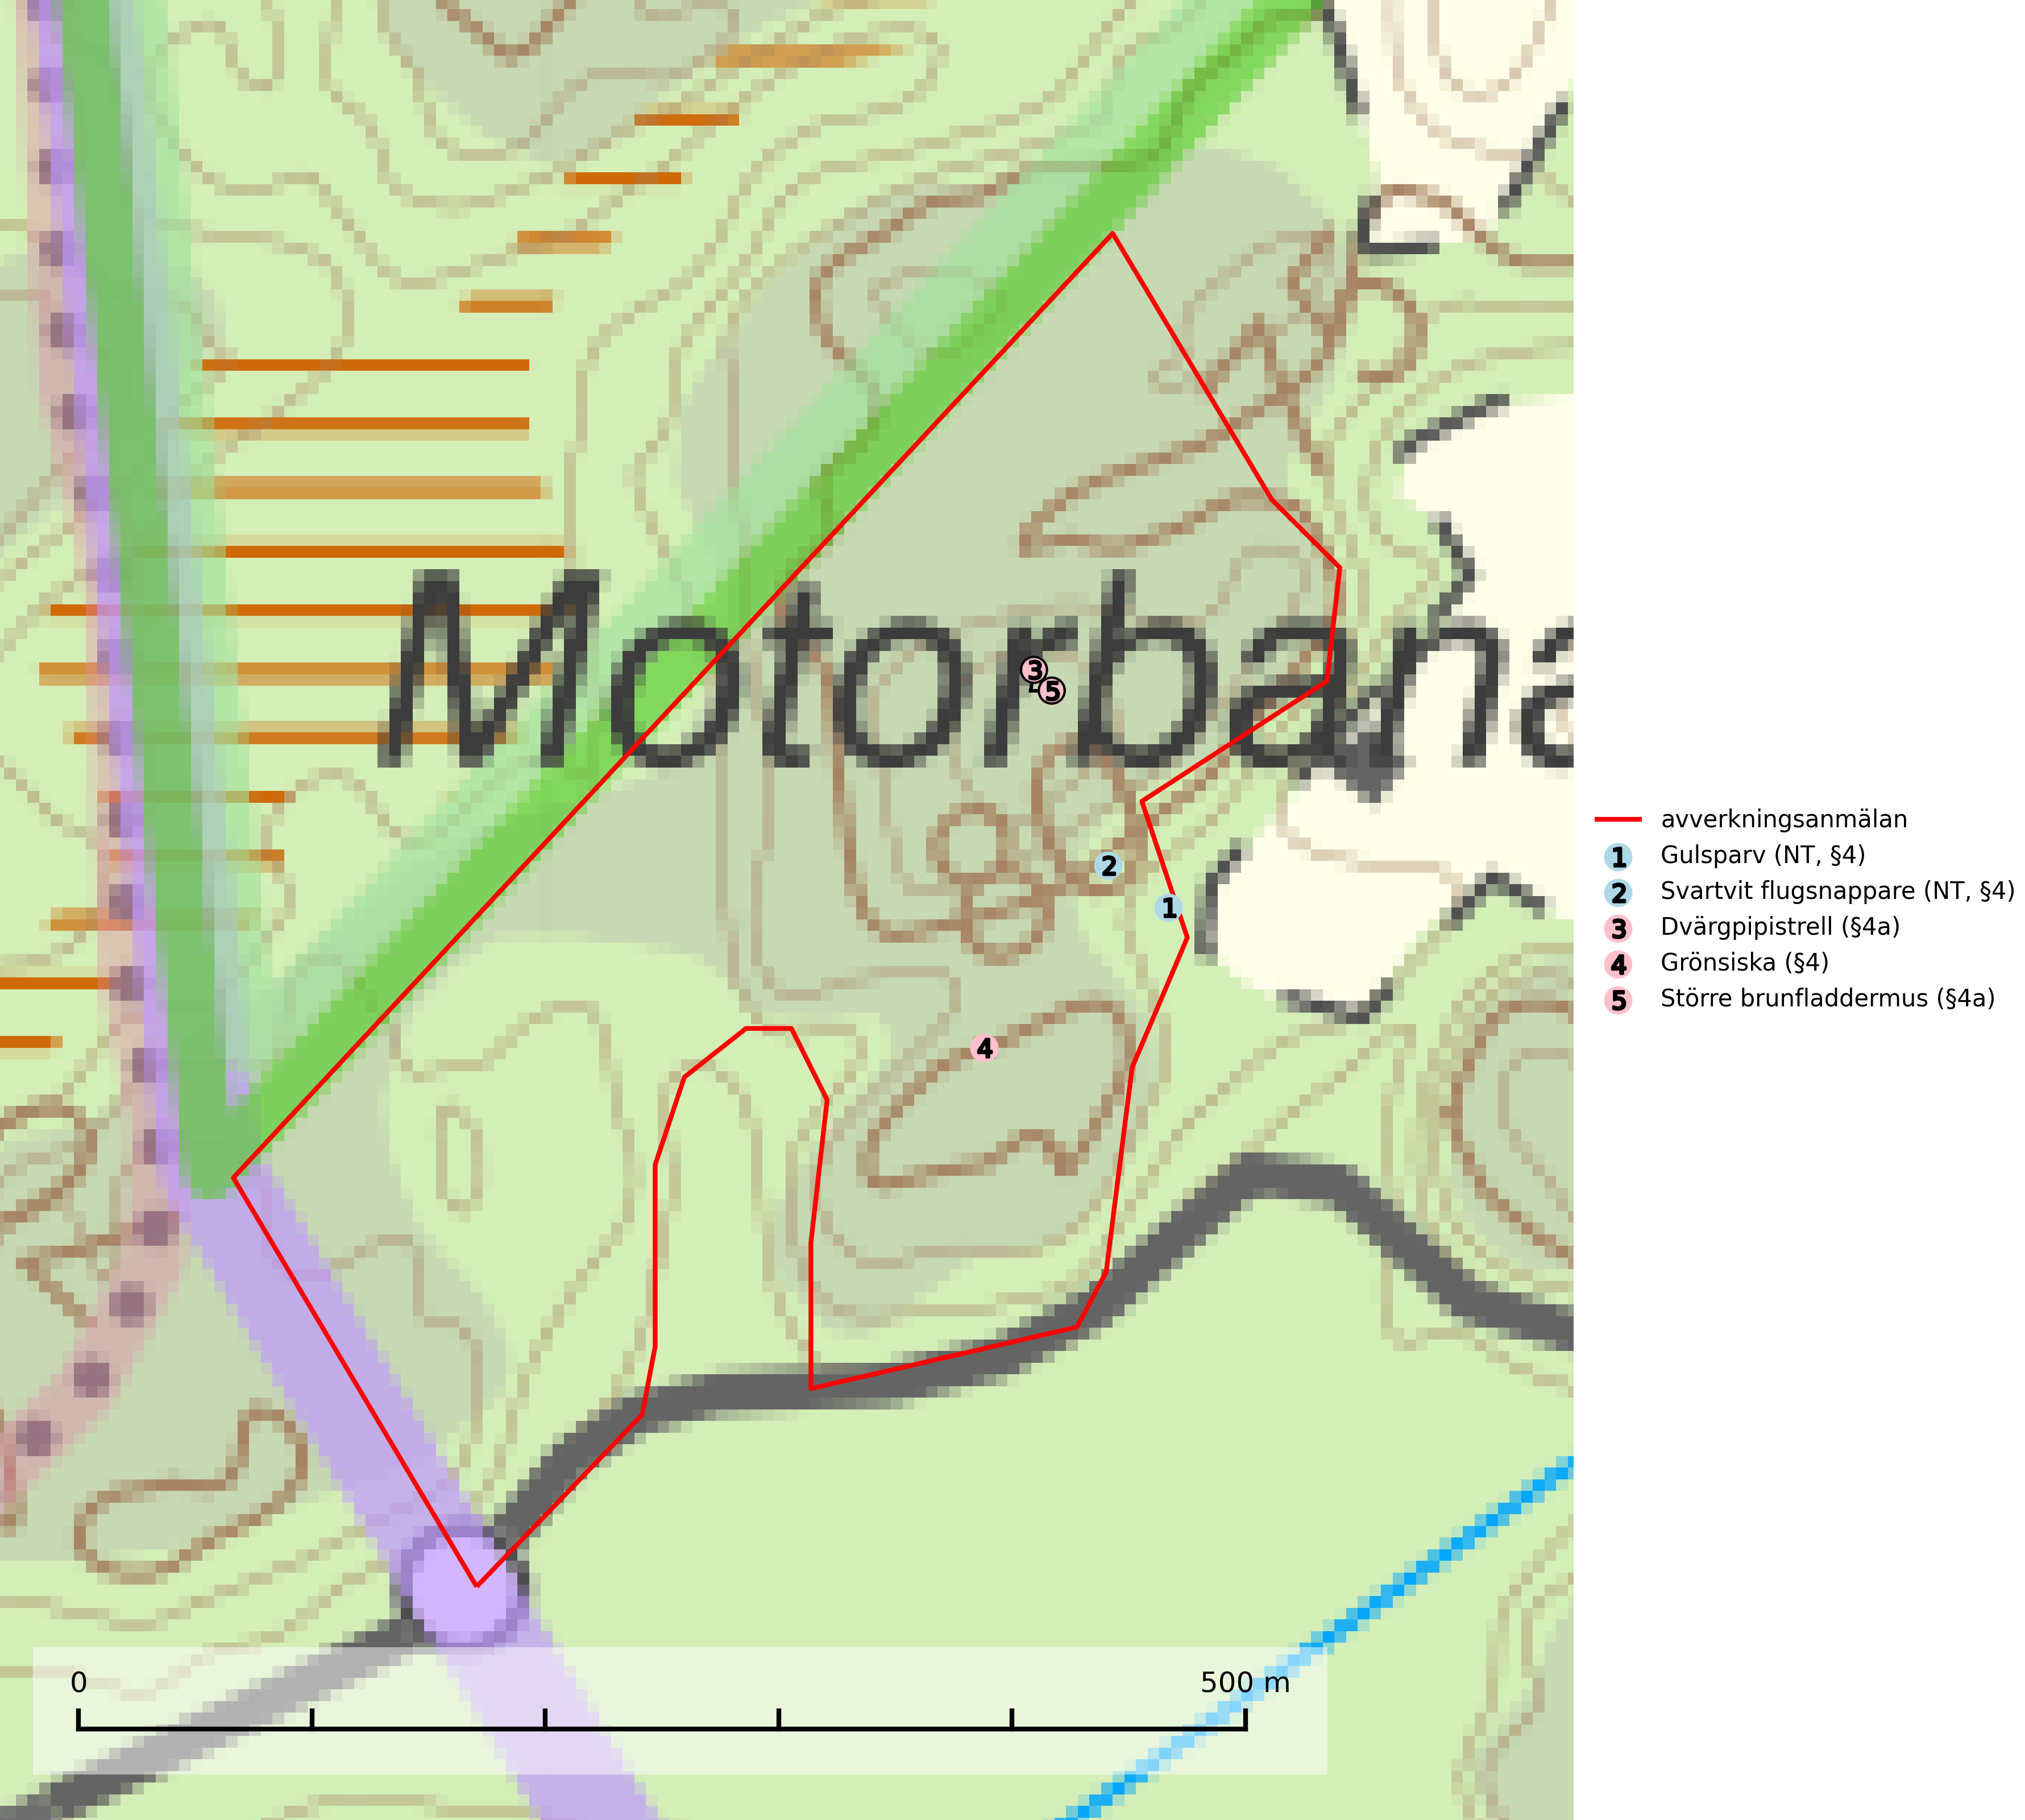 Motorbana
3
5
2
1
4
avverkningsanmälan
1 Gulsparv (NT, §4)
2 Svartvit flugsnappare (NT, §4)
3 Dvärgpipistrell (§4a)
4 Grönsiska (§4)
5 Större brunfladdermus (§4a)
0 500 m